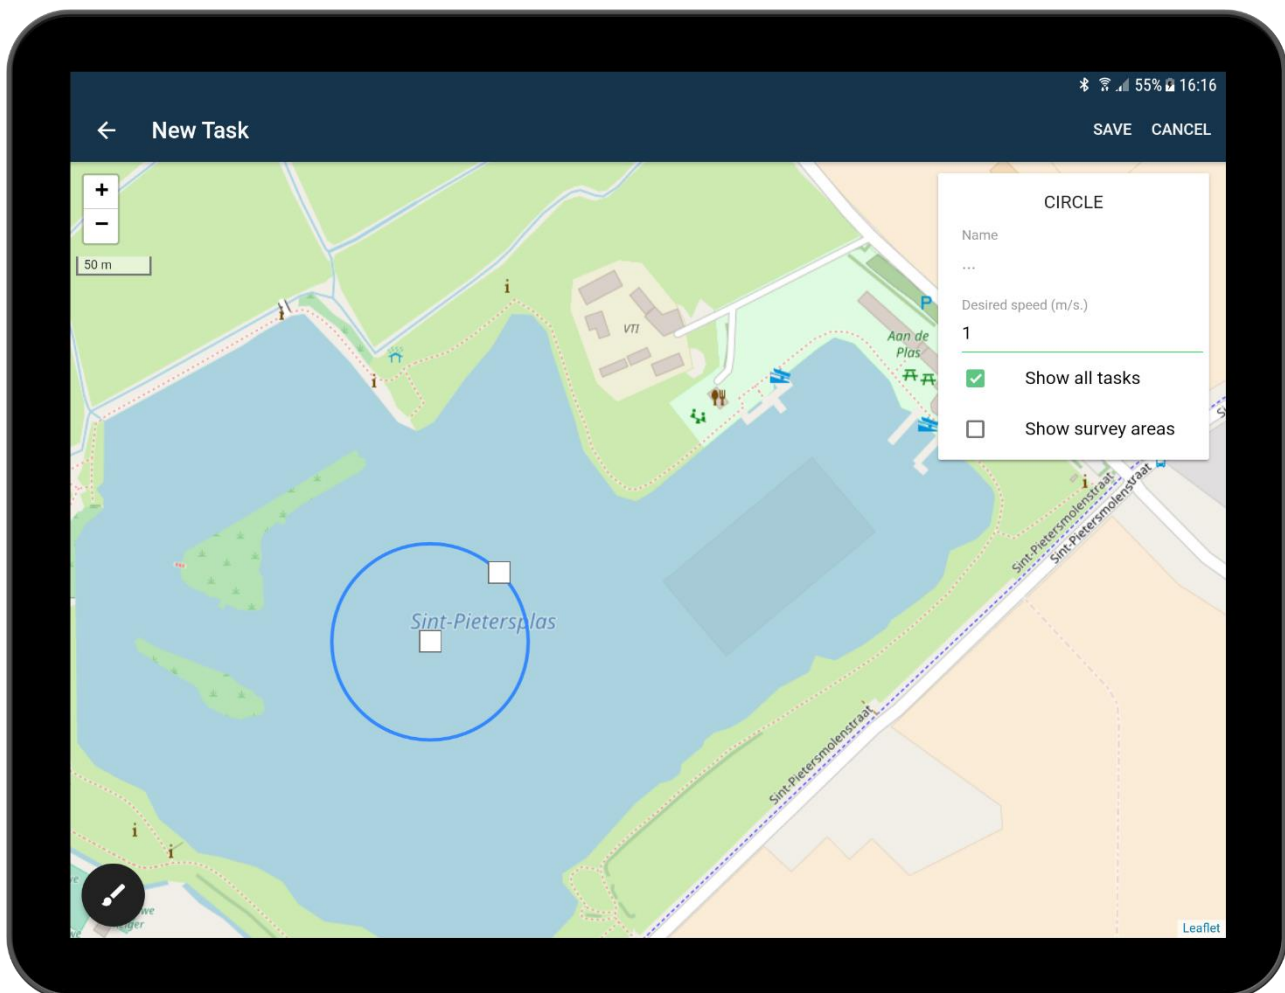 55% 16:16
New Task
SAVE CANCEL
+
−
50 m
CIRCLE
Name
...
Desired speed (m/s.)
1
Show all tasks
Show survey areas
i
i
i
VTI
P
Aan de
Plas
i
Sint-Pietersmolenstraat
Sint-Pietersmolenstraat
Sint-Pietersplas
Sint-Pietersmolenstraat
i
i
we
Leaflet